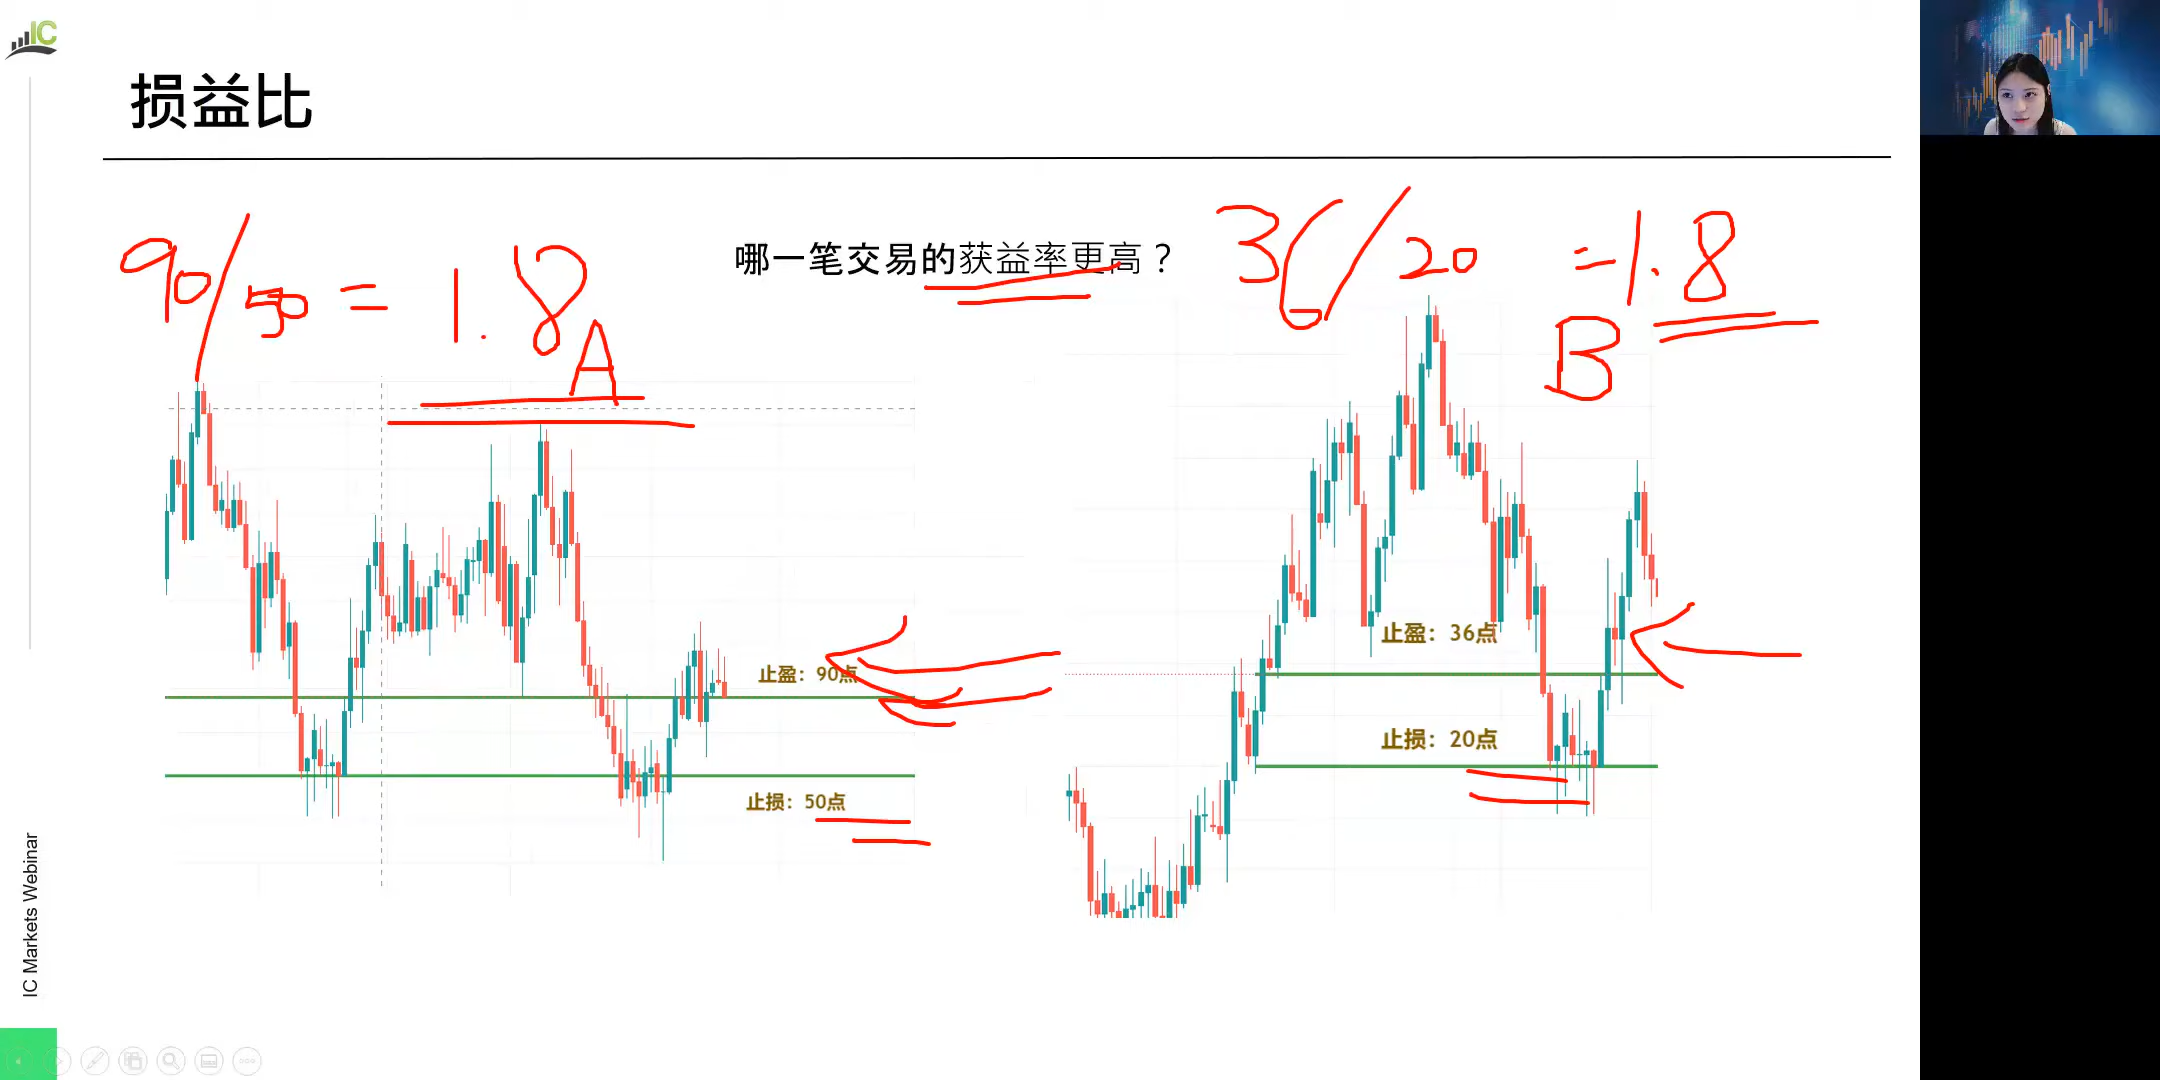 IC
损益比
哪一笔交易的获益率更高？
90/50 = 1.8
A
36/20 = 1.8
B
止盈：90点
止损：50点
止盈：36点
止损：20点
IC Markets Webinar